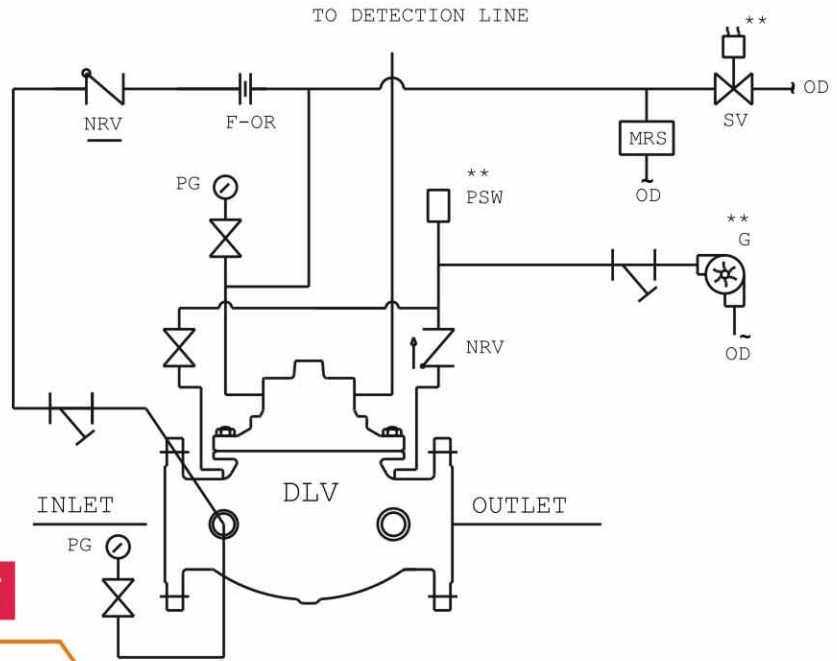 TO DETECTION LINE
**
NRV
F-OR
SV
OD
MRS
OD
PG
**
PSW
**
G
NRV
OD
DLV
INLET
OUTLET
PG